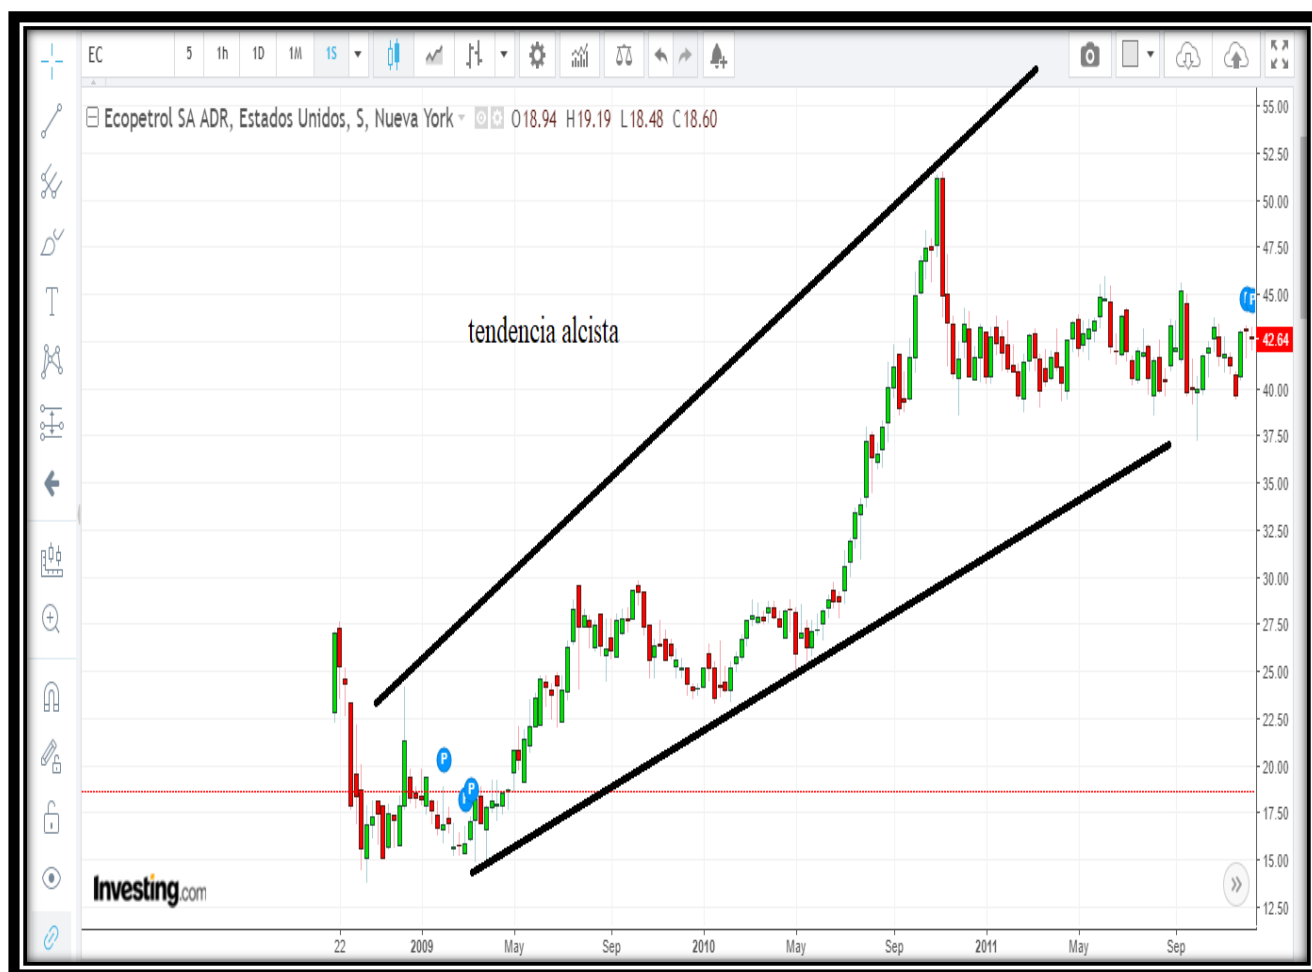 EC 5 1h 1D 1M 1S
Ecopetrol SA ADR, Estados Unidos, S, Nueva York O18.94 H19.19 L18.48 C18.60
55.00
52.50
50.00
47.50
45.00
42.64
40.00
37.50
35.00
32.50
30.00
27.50
25.00
22.50
20.00
17.50
15.00
12.50
tendencia alcista
T
P
P
P
Investing.com
22 2009 May Sep 2010 May Sep 2011 May Sep